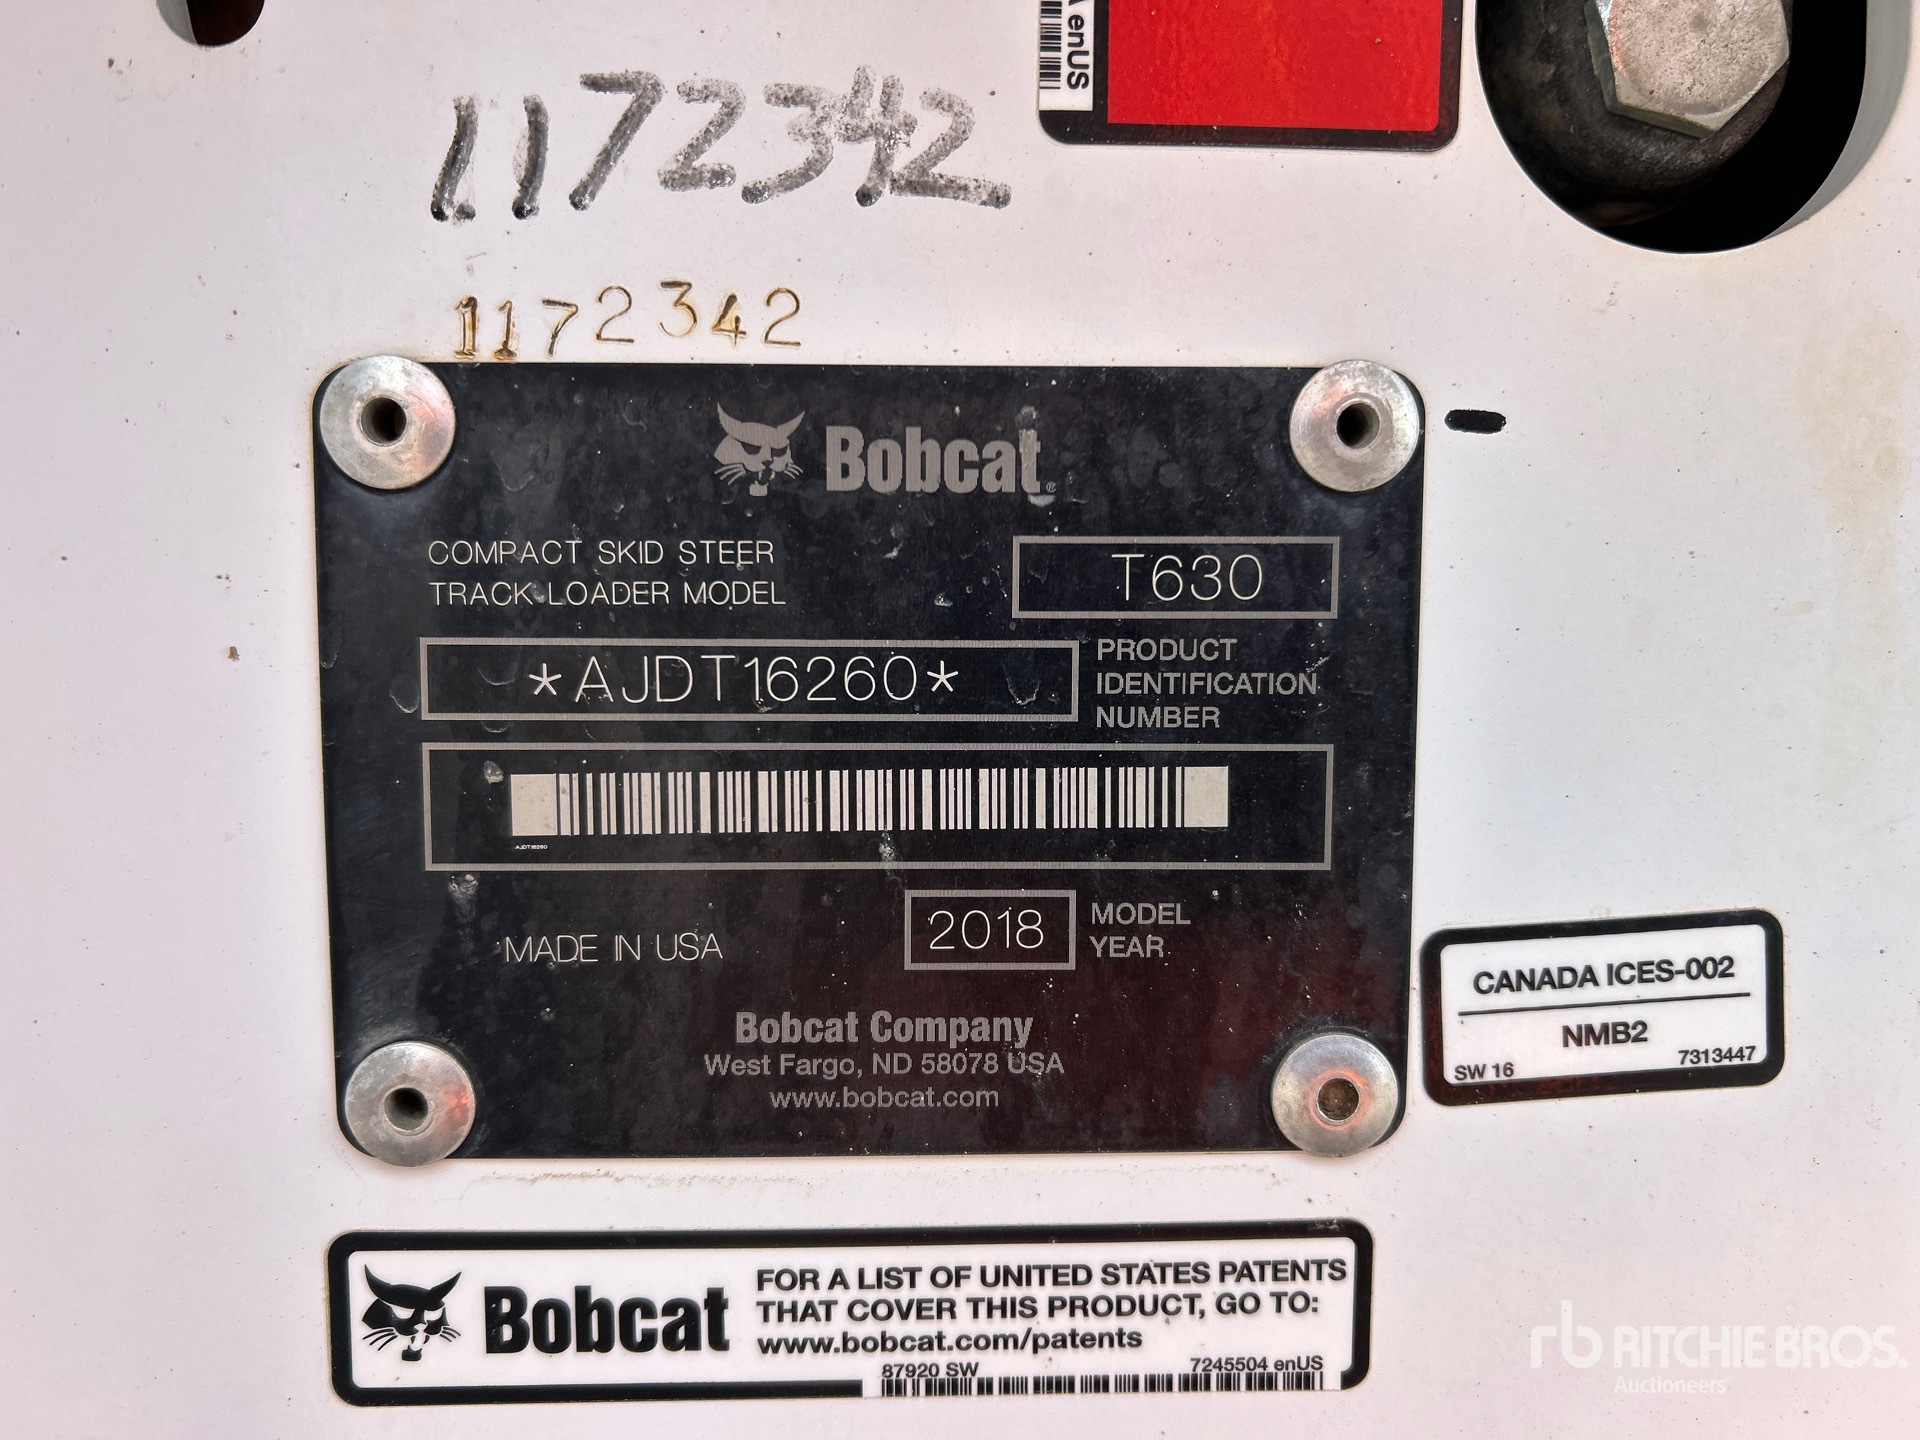 A enUS
1172342
1172342
Bobcat®
COMPACT SKID STEER
TRACK LOADER MODEL
T630
*AJDT16260*
PRODUCT
IDENTIFICATION
NUMBER
AJDT16260
MADE IN USA
2018
MODEL
YEAR
Bobcat Company
West Fargo, ND 58078 USA
www.bobcat.com
CANADA ICES-002
NMB2
SW 16
7313447
Bobcat
FOR A LIST OF UNITED STATES PATENTS
THAT COVER THIS PRODUCT, GO TO:
www.bobcat.com/patents
87920 SW
7245504 enUS
rb RITCHIE BROS.
Auctioneers